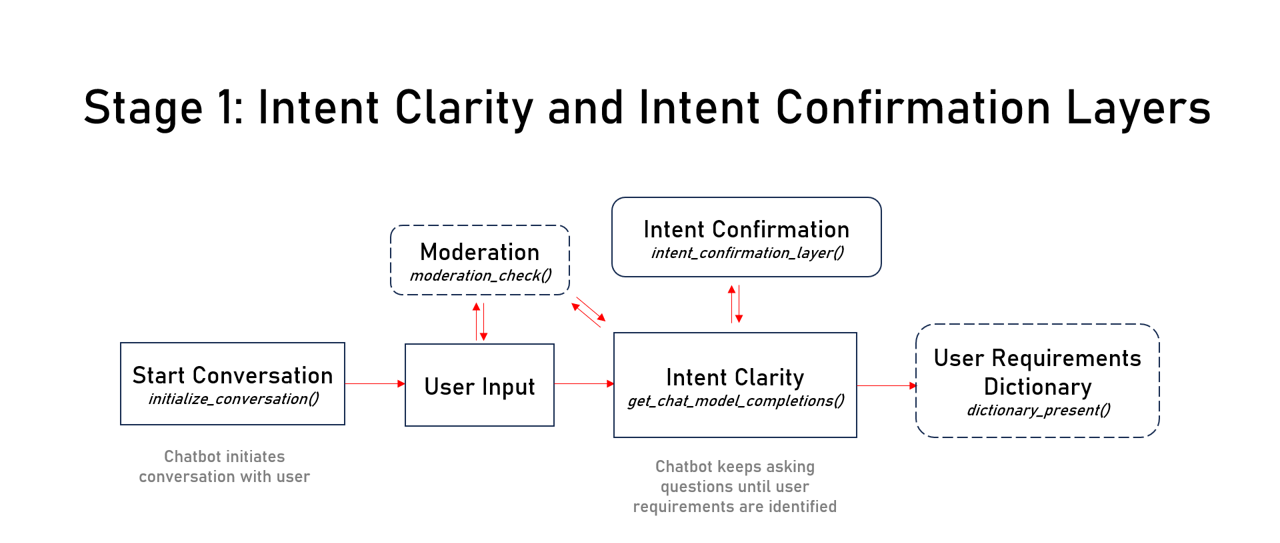 Stage 1: Intent Clarity and Intent Confirmation Layers
Intent Confirmation
intent_confirmation_layer()
Moderation
moderation_check()
Start Conversation
initialize_conversation()
User Input
Intent Clarity
get_chat_model_completions()
User Requirements
Dictionary
dictionary_present()
Chatbot initiates
conversation with user
Chatbot keeps asking
questions until user
requirements are identified